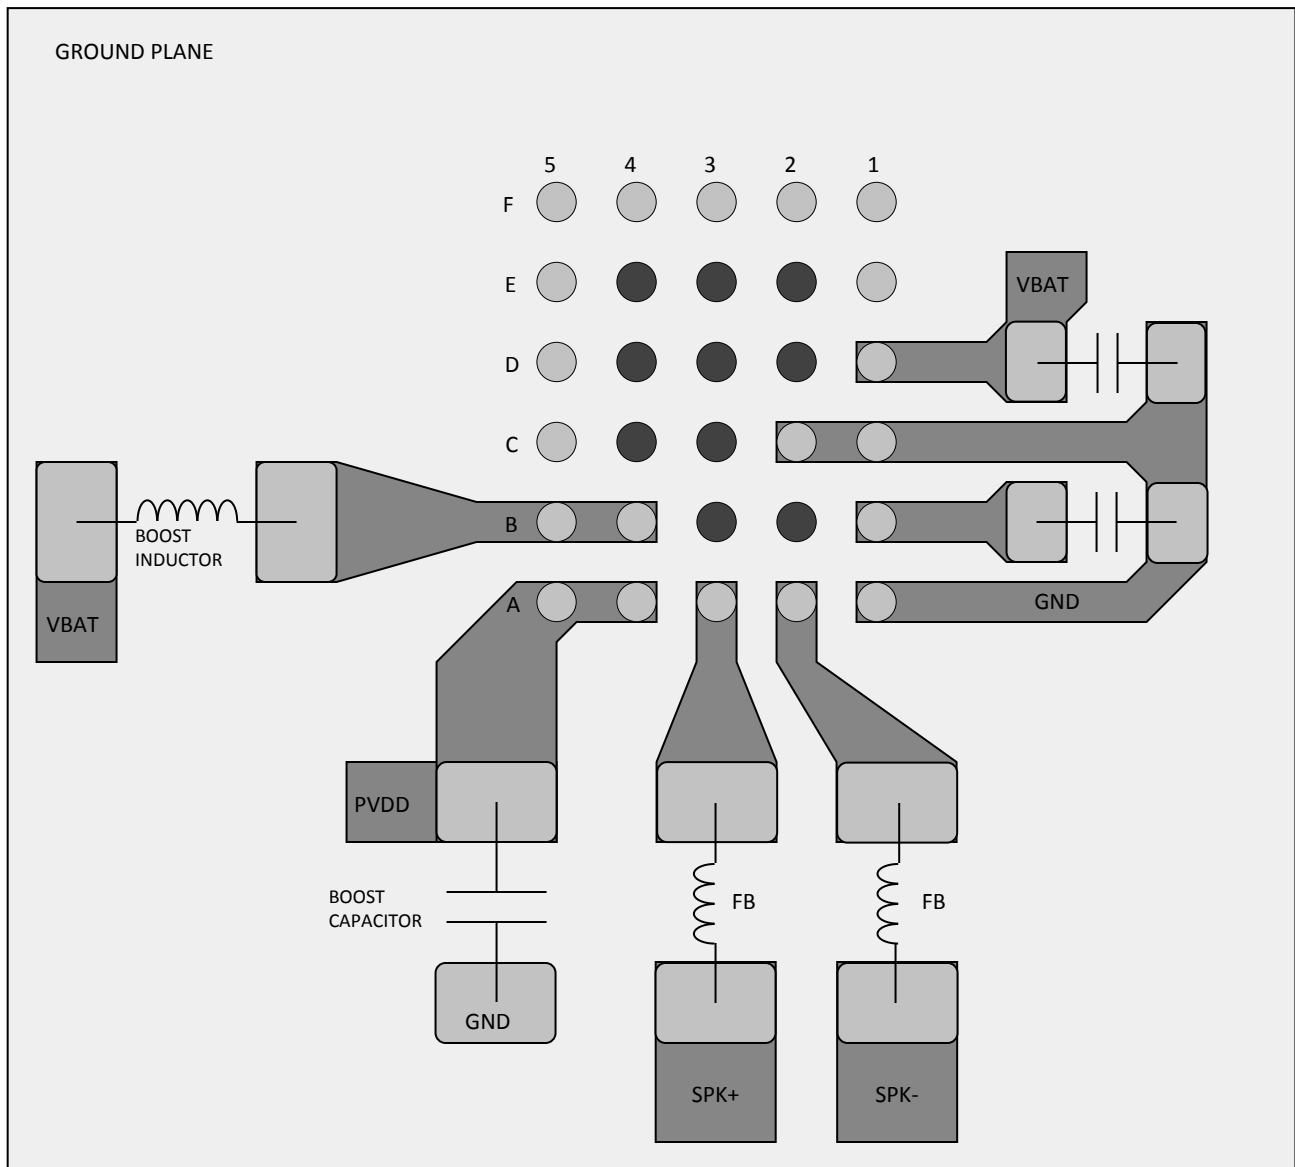 GROUND PLANE
5 4 3 2 1
F
E
VBAT
D
C
B
BOOST
INDUCTOR
A
GND
VBAT
PVDD
BOOST
CAPACITOR
FB
FB
GND
SPK+
SPK-